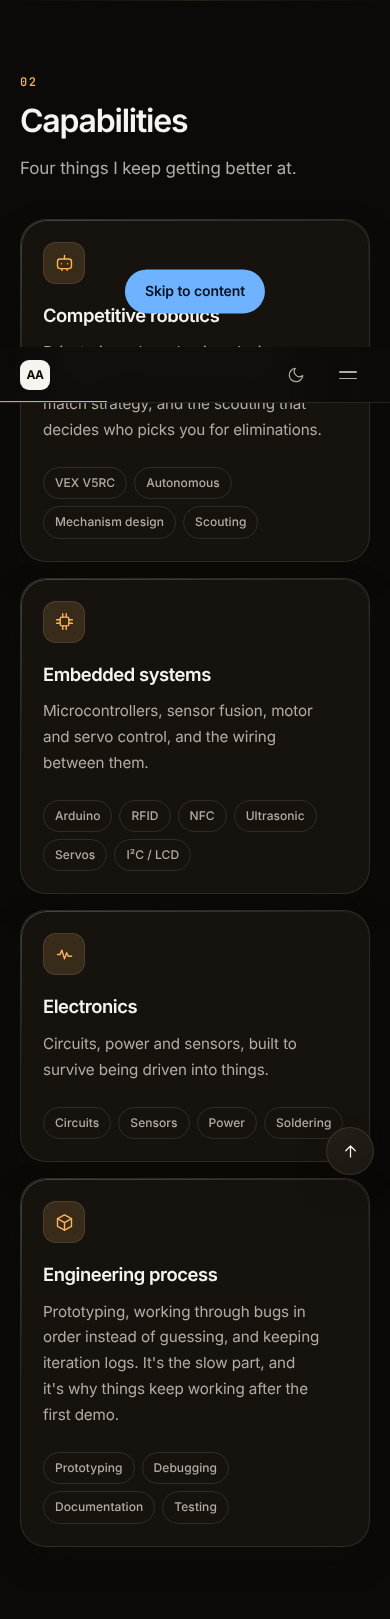 02
Capabilities
Four things I keep getting better at.
Skip to content
Competitive robotics
AA
match strategy, and the scouting that
decides who picks you for eliminations.
VEX V5RC
Autonomous
Mechanism design
Scouting
Embedded systems
Microcontrollers, sensor fusion, motor
and servo control, and the wiring
between them.
Arduino
RFID
NFC
Ultrasonic
Servos
I²C / LCD
Electronics
Circuits, power and sensors, built to
survive being driven into things.
Circuits
Sensors
Power
Soldering
Engineering process
Prototyping, working through bugs in
order instead of guessing, and keeping
iteration logs. It's the slow part, and
it's why things keep working after the
first demo.
Prototyping
Debugging
Documentation
Testing